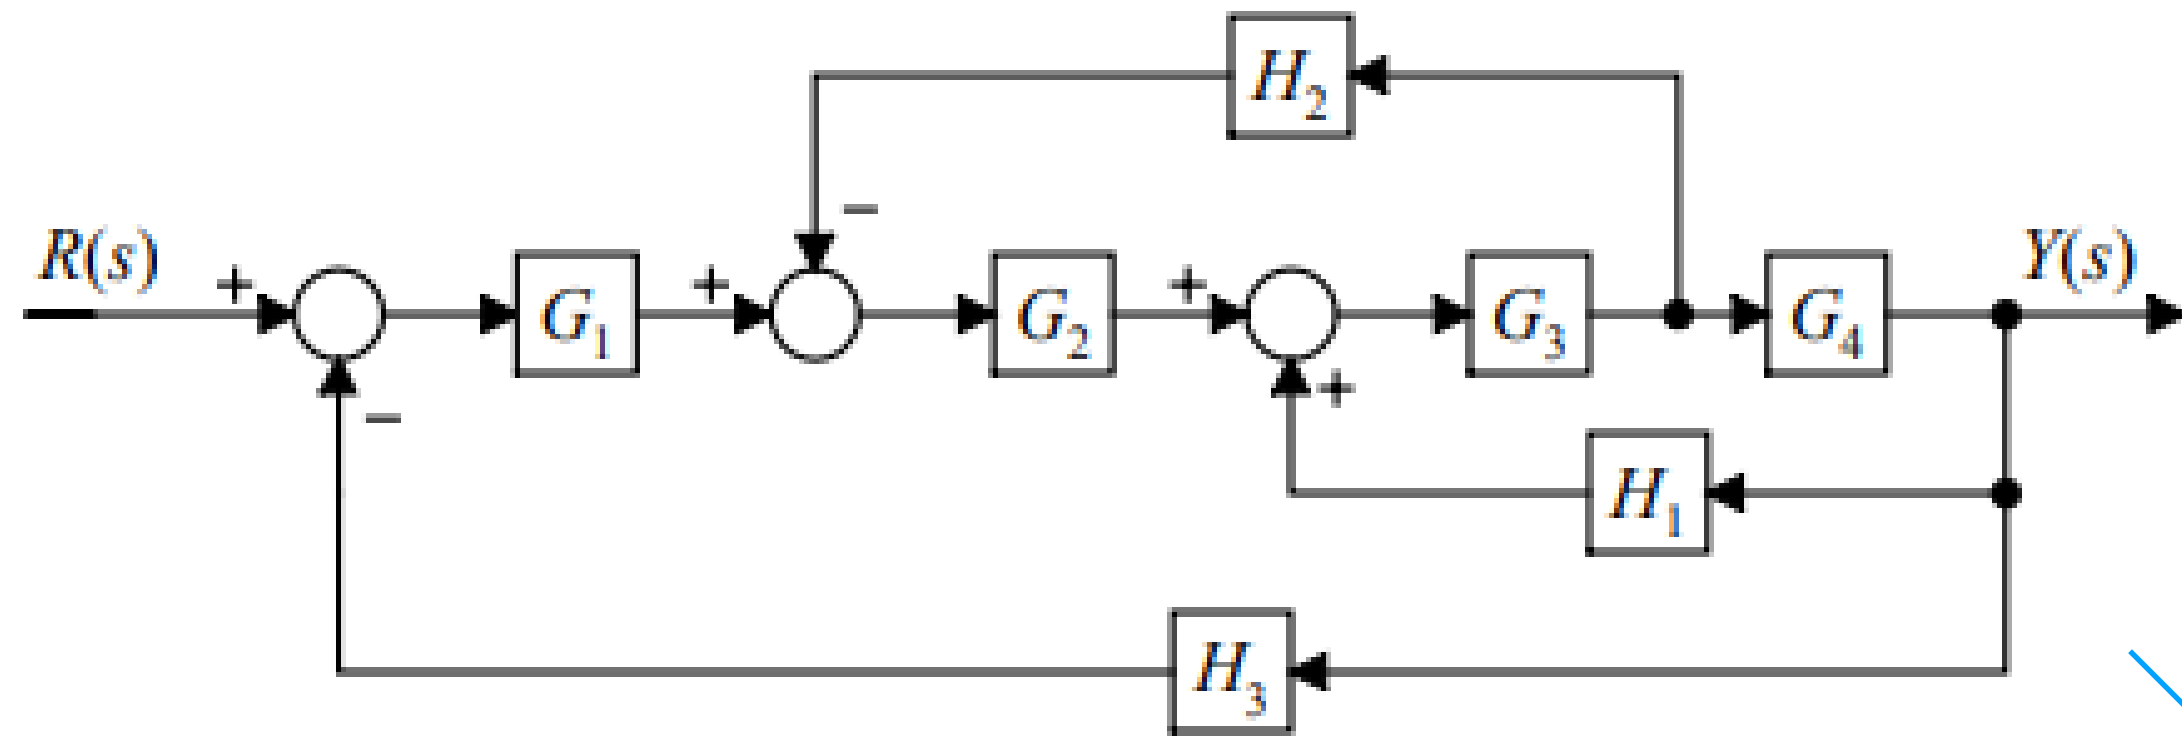 H₂
−
R(s) + G₁ + G₂ + G₃ G₄ Y(s)
− +
H₁
H₃